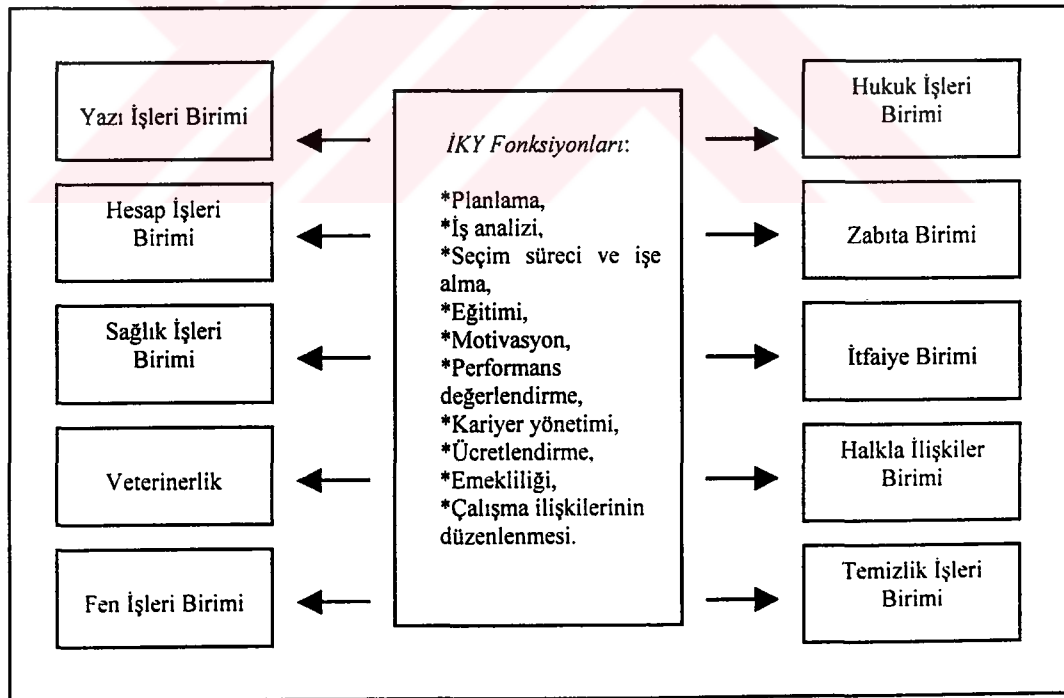 Yazı İşleri Birimi
Hesap İşleri
Birimi
Sağlık İşleri
Birimi
Veterinerlik
Fen İşleri Birimi
İKY Fonksiyonları:
*Planlama,
*İş analizi,
*Seçim süreci ve işe
alma,
*Eğitimi,
*Motivasyon,
*Performans
değerlendirme,
*Kariyer yönetimi,
*Ücretlendirme,
*Emekliliği,
*Çalışma ilişkilerinin
düzenlenmesi.
Hukuk İşleri
Birimi
Zabıta Birimi
İtfaiye Birimi
Halkla İlişkiler
Birimi
Temizlik İşleri
Birimi